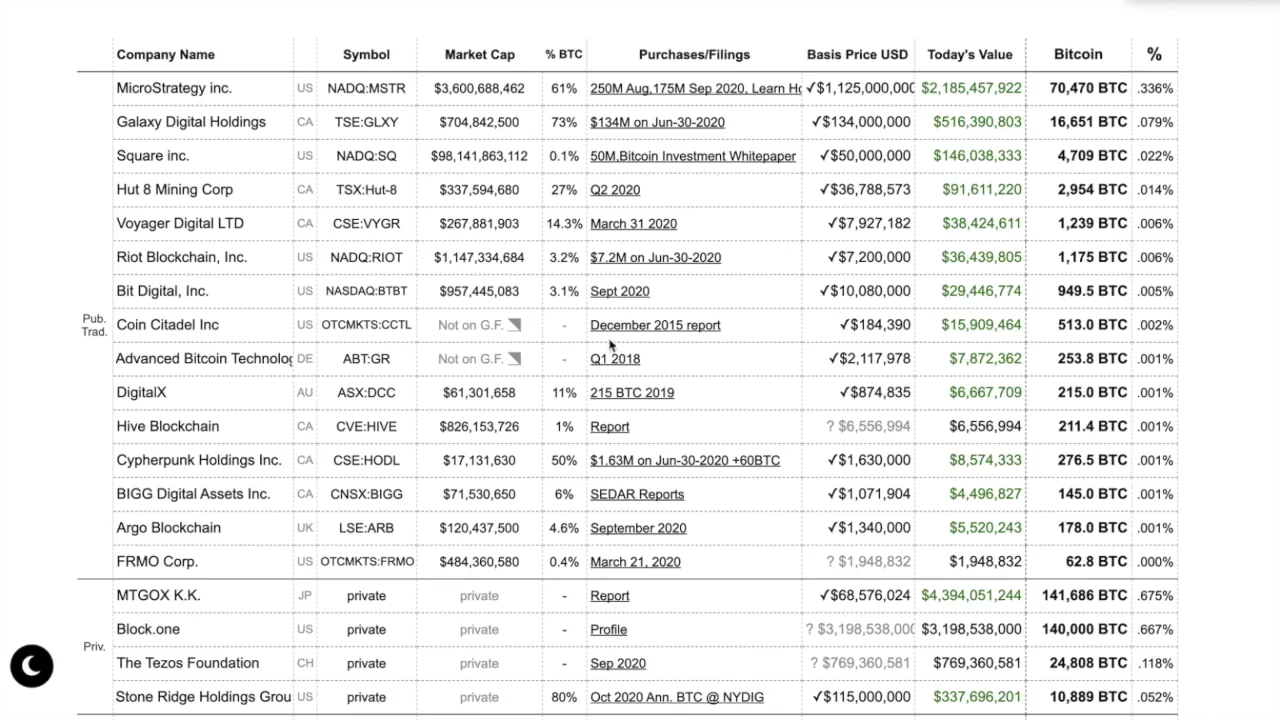 Company Name Symbol Market Cap % BTC Purchases/Filings Basis Price USD Today's Value Bitcoin %
MicroStrategy inc. US NADQ:MSTR $3,600,688,462 61% 250M Aug,175M Sep 2020, Learn Ho ✓$1,125,000,000 $2,185,457,922 70,470 BTC .336%
Galaxy Digital Holdings CA TSE:GLXY $704,842,500 73% $134M on Jun-30-2020 ✓$134,000,000 $516,390,803 16,651 BTC .079%
Square inc. US NADQ:SQ $98,141,863,112 0.1% 50M,Bitcoin Investment Whitepaper ✓$50,000,000 $146,038,333 4,709 BTC .022%
Hut 8 Mining Corp CA TSX:Hut-8 $337,594,680 27% Q2 2020 ✓$36,788,573 $91,611,220 2,954 BTC .014%
Voyager Digital LTD CA CSE:VYGR $267,881,903 14.3% March 31 2020 ✓$7,927,182 $38,424,611 1,239 BTC .006%
Riot Blockchain, Inc. US NADQ:RIOT $1,147,334,684 3.2% $7.2M on Jun-30-2020 ✓$7,200,000 $36,439,805 1,175 BTC .006%
Bit Digital, Inc. US NASDAQ:BTBT $957,445,083 3.1% Sept 2020 ✓$10,080,000 $29,446,774 949.5 BTC .005%
Pub. Trad.
Coin Citadel Inc US OTCMKTS:CCTL Not on G.F. - December 2015 report ✓$184,390 $15,909,464 513.0 BTC .002%
Advanced Bitcoin Technolog DE ABT:GR Not on G.F. - Q1 2018 ✓$2,117,978 $7,872,362 253.8 BTC .001%
DigitalX AU ASX:DCC $61,301,658 11% 215 BTC 2019 ✓$874,835 $6,667,709 215.0 BTC .001%
Hive Blockchain CA CVE:HIVE $826,153,726 1% Report ? $6,556,994 $6,556,994 211.4 BTC .001%
Cypherpunk Holdings Inc. CA CSE:HODL $17,131,630 50% $1.63M on Jun-30-2020 +60BTC ✓$1,630,000 $8,574,333 276.5 BTC .001%
BIGG Digital Assets Inc. CA CNSX:BIGG $71,530,650 6% SEDAR Reports ✓$1,071,904 $4,496,827 145.0 BTC .001%
Argo Blockchain UK LSE:ARB $120,437,500 4.6% September 2020 ✓$1,340,000 $5,520,243 178.0 BTC .001%
FRMO Corp. US OTCMKTS:FRMO $484,360,580 0.4% March 21, 2020 ? $1,948,832 $1,948,832 62.8 BTC .000%
MTGOX K.K. JP private private - Report ✓$68,576,024 $4,394,051,244 141,686 BTC .675%
Block.one US private private - Profile ? $3,198,538,000 $3,198,538,000 140,000 BTC .667%
Priv.
The Tezos Foundation CH private private - Sep 2020 ? $769,360,581 $769,360,581 24,808 BTC .118%
Stone Ridge Holdings Grou US private private 80% Oct 2020 Ann. BTC @ NYDIG ✓$115,000,000 $337,696,201 10,889 BTC .052%